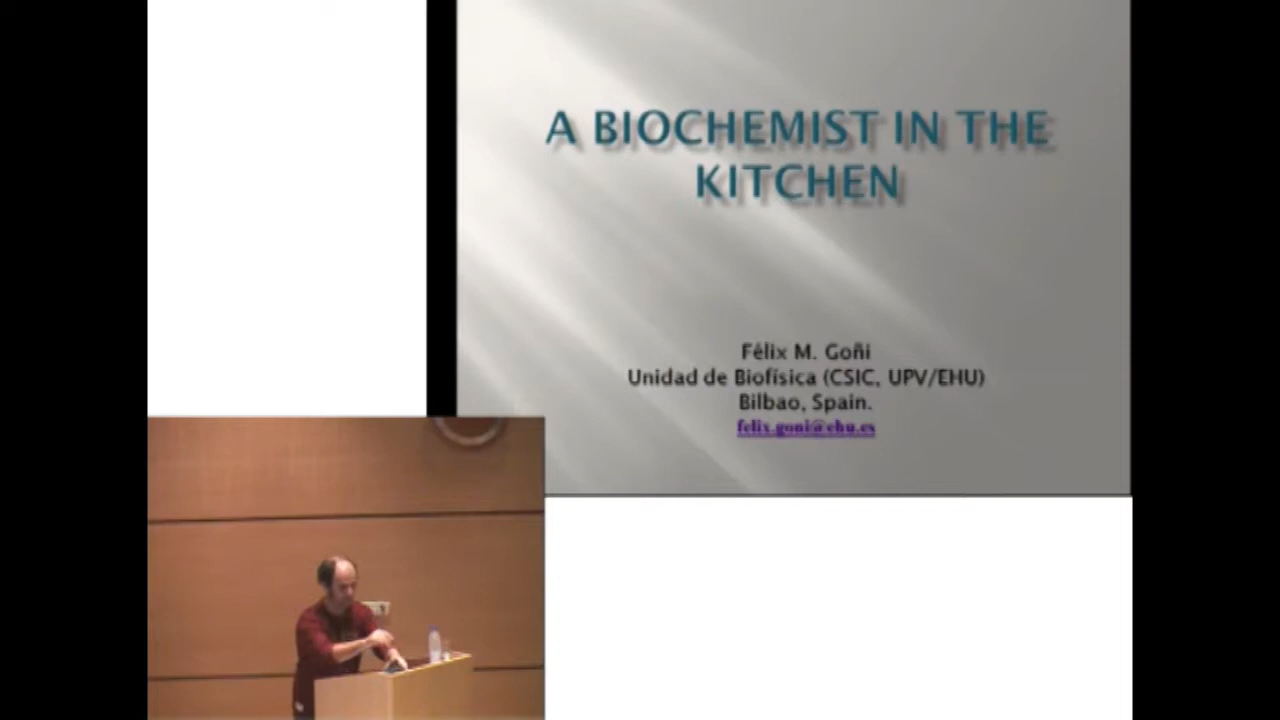 A BIOCHEMIST IN THE
KITCHEN
Félix M. Goñi
Unidad de Biofísica (CSIC, UPV/EHU)
Bilbao, Spain.
felix.goni@ehu.es